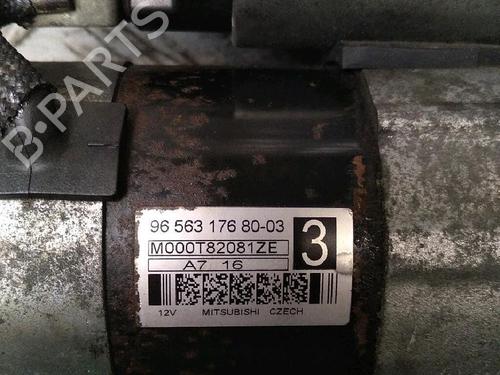 B-PARTS
96 563 176 80-03
M000T82081ZE
3
A7 16
12V MITSUBISHI CZECH